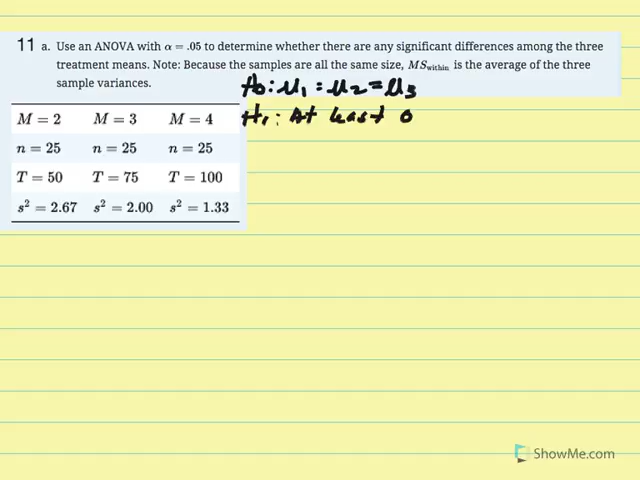 11 a. Use an ANOVA with α = .05 to determine whether there are any significant differences among the three
treatment means. Note: Because the samples are all the same size, MSwithin is the average of the three
sample variances.
H0: μ1 = μ2 = μ3
H1: At least o
M = 2 M = 3 M = 4
n = 25 n = 25 n = 25
T = 50 T = 75 T = 100
s² = 2.67 s² = 2.00 s² = 1.33
ShowMe.com